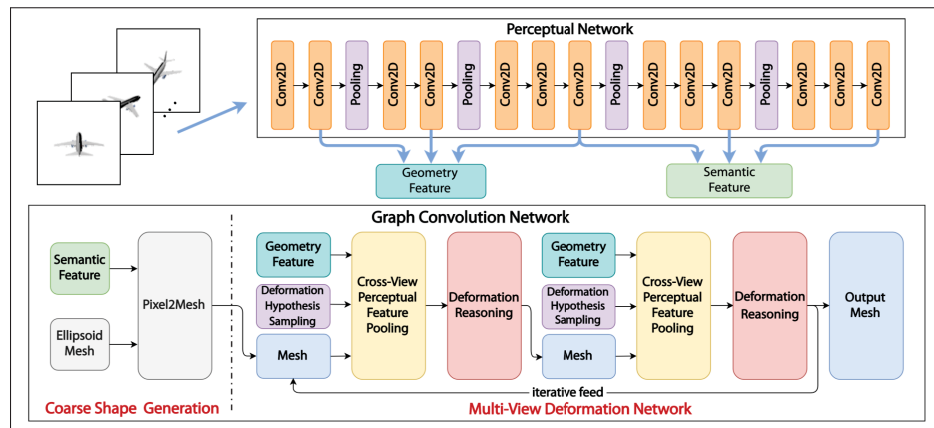 Perceptual Network
Conv2D
Conv2D
Pooling
Conv2D
Conv2D
Pooling
Conv2D
Conv2D
Conv2D
Pooling
Conv2D
Conv2D
Conv2D
Pooling
Conv2D
Conv2D
Conv2D
Geometry
Feature
Semantic
Feature
Graph Convolution Network
Semantic
Feature
Ellipsoid
Mesh
Pixel2Mesh
Geometry
Feature
Deformation
Hypothesis
Sampling
Mesh
Cross-View
Perceptual
Feature
Pooling
Deformation
Reasoning
Geometry
Feature
Deformation
Hypothesis
Sampling
Mesh
Cross-View
Perceptual
Feature
Pooling
Deformation
Reasoning
Output
Mesh
iterative feed
Coarse Shape Generation
Multi-View Deformation Network